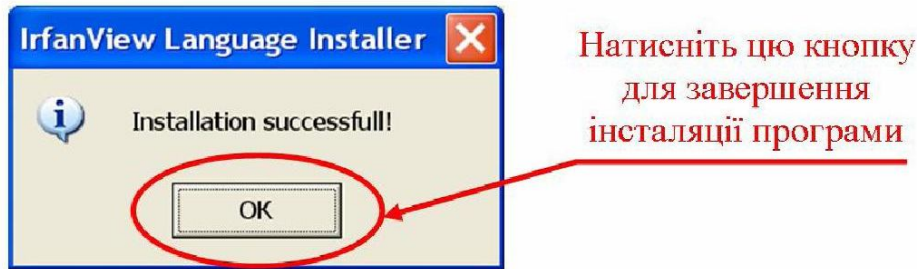 IrfanView Language Installer
Installation successfull!
OK
Натисніть цю кнопку
для завершення
інсталяції програми